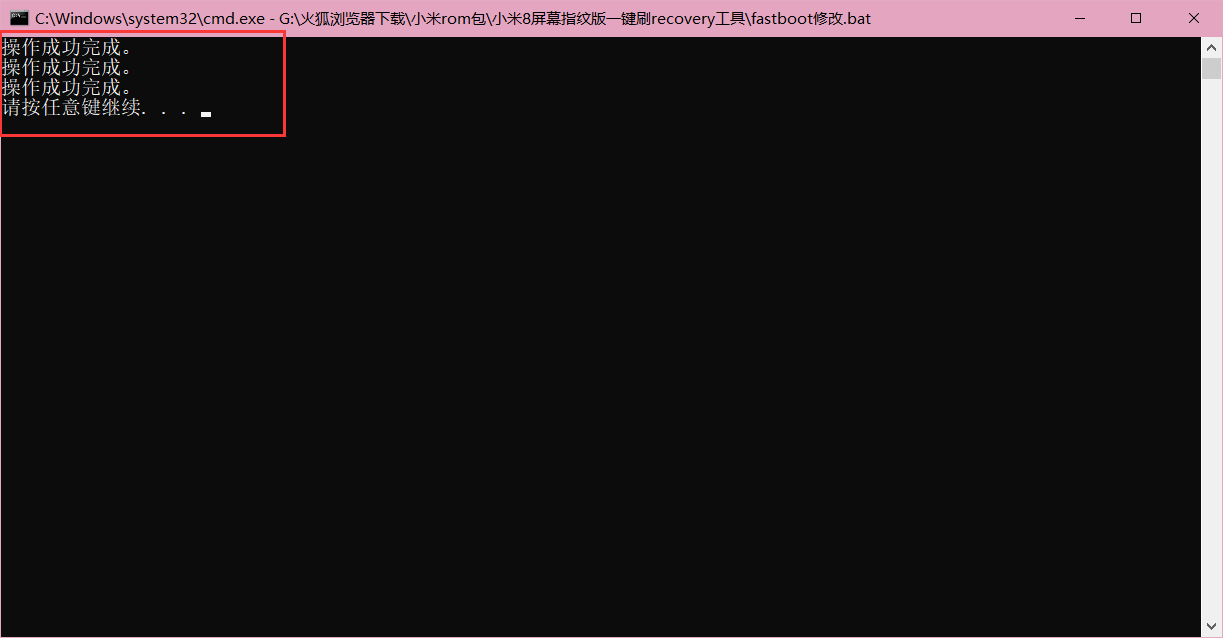 C:\Windows\system32\cmd.exe - G:\火狐浏览器下载\小米rom包\小米8屏幕指纹版一键刷recovery工具\fastboot修改.bat
操作成功完成。
操作成功完成。
操作成功完成。
请按任意键继续. . .